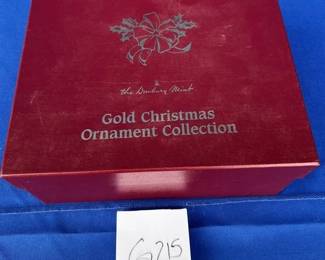 the Danbury Mint
Gold Christmas
Ornament Collection
G215